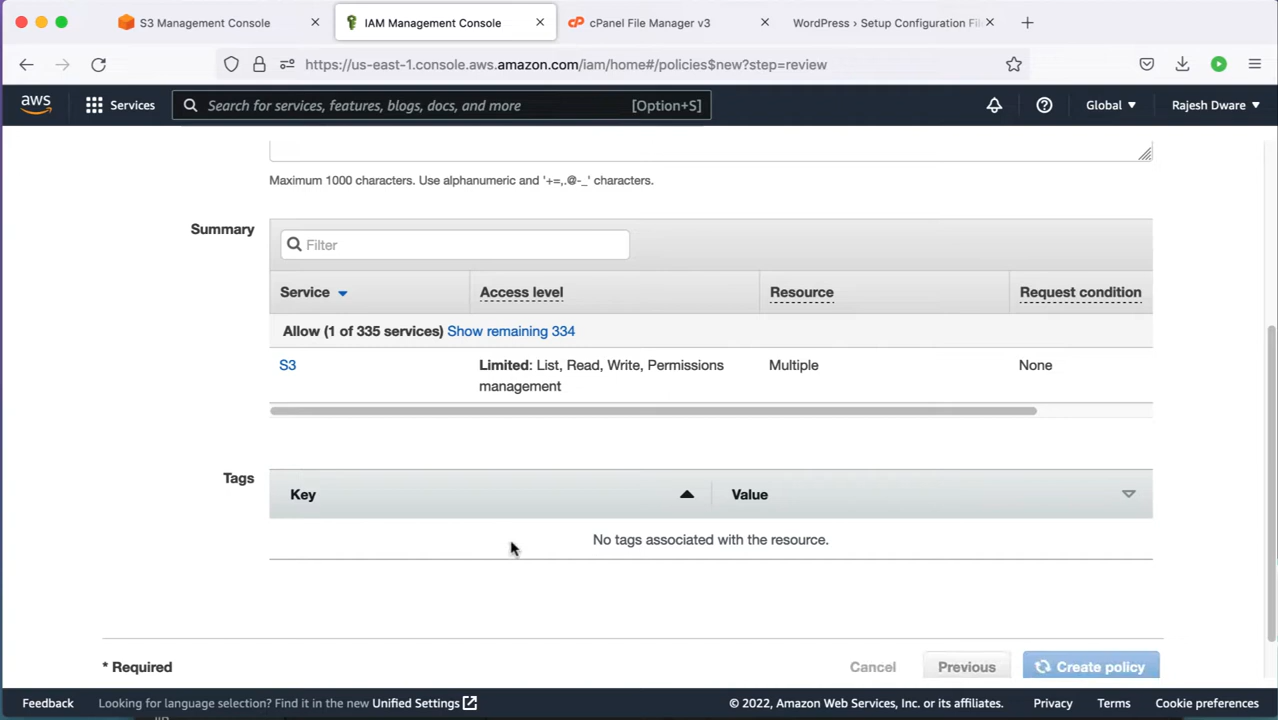 S3 Management Console
IAM Management Console
cP cPanel File Manager v3
WordPress › Setup Configuration Fil
https://us-east-1.console.aws.amazon.com/iam/home#/policies$new?step=review
aws
Services
Search for services, features, blogs, docs, and more [Option+S]
Global
Rajesh Dware
Maximum 1000 characters. Use alphanumeric and '+=,.@-_' characters.
Summary
Filter
Service Access level Resource Request condition
Allow (1 of 335 services) Show remaining 334
S3 Limited: List, Read, Write, Permissions Multiple None
management
Tags
Key Value
No tags associated with the resource.
* Required
Cancel Previous Create policy
Feedback Looking for language selection? Find it in the new Unified Settings © 2022, Amazon Web Services, Inc. or its affiliates. Privacy Terms Cookie preferences